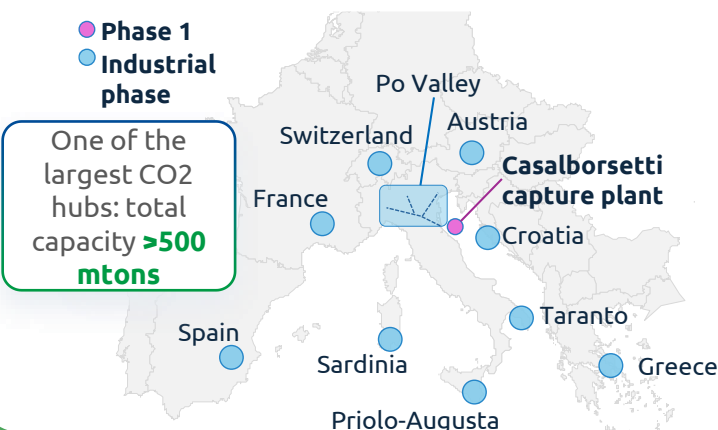 Phase 1
Industrial
phase
One of the
largest CO2
hubs: total
capacity >500
mtons
Po Valley
Switzerland
Austria
Casalborsetti
capture plant
France
Croatia
Taranto
Spain
Sardinia
Greece
Priolo-Augusta